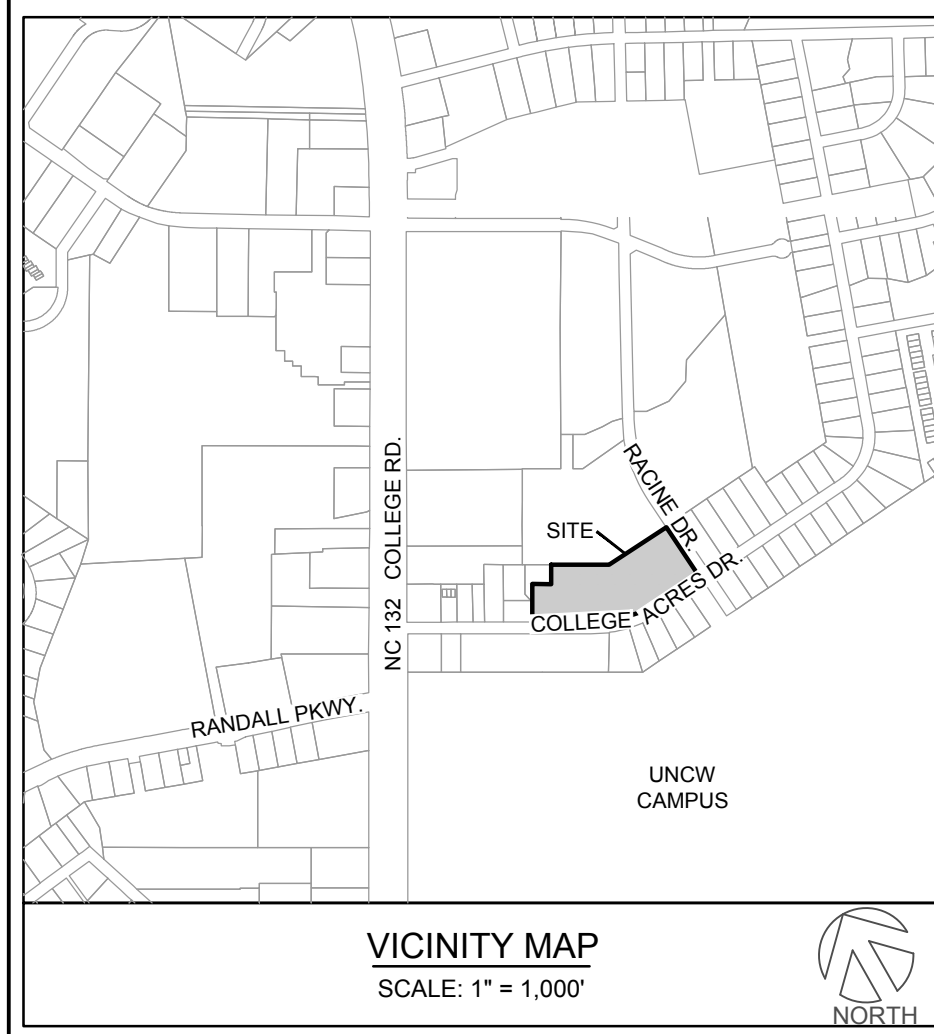 RACINE DR.
SITE
NC 132 COLLEGE RD.
COLLEGE ACRES DR.
RANDALL PKWY.
UNCW
CAMPUS
VICINITY MAP
SCALE: 1" = 1,000'
NORTH